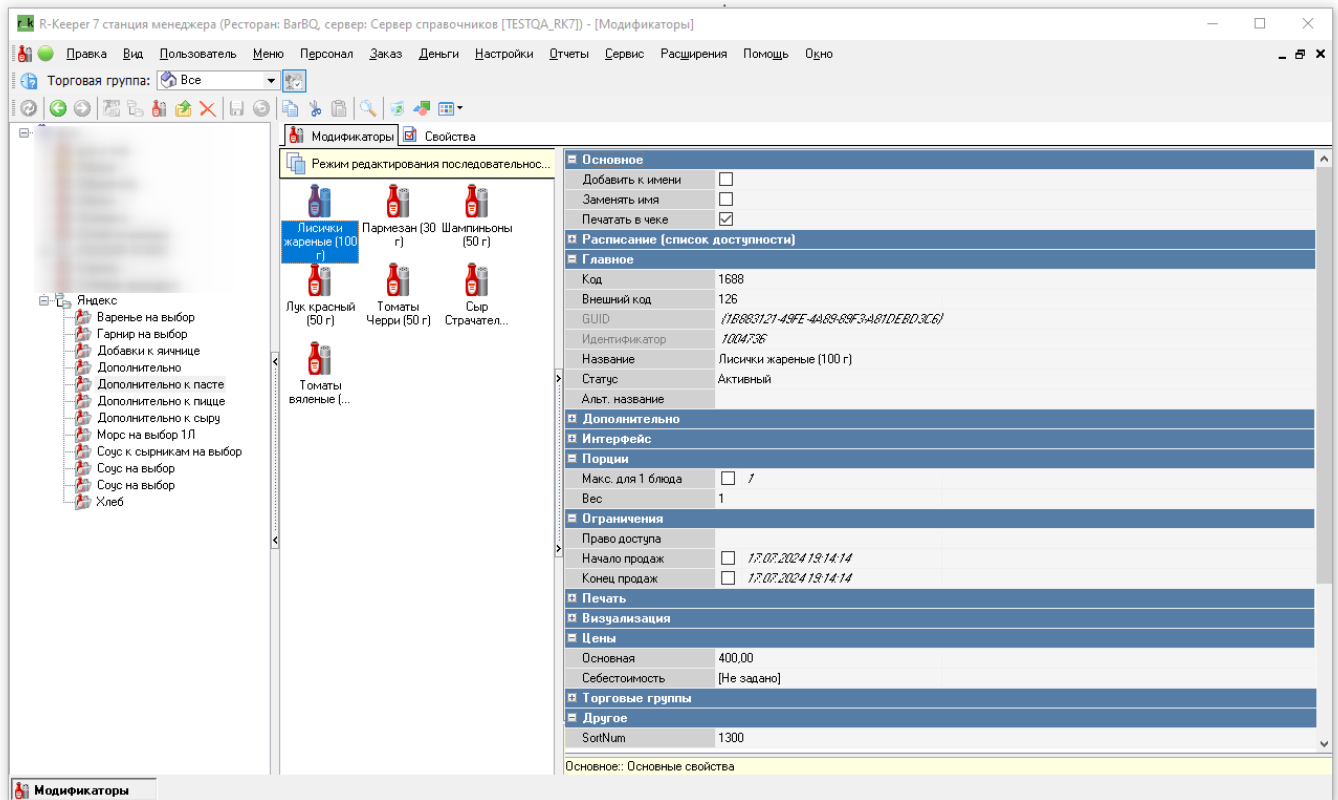 R-Keeper 7 станция менеджера (Ресторан: BarBQ, сервер: Сервер справочников [TESTQA_RK7]) - [Модификаторы]
Правка Вид Пользователь Меню Персонал Заказ Деньги Настройки Отчеты Сервис Расширения Помощь Окно
Торговая группа: Все
Модификаторы Свойства
Режим редактирования последовательнос...
Яндекс
Варенье на выбор
Гарнир на выбор
Добавки к яичнице
Дополнительно
Дополнительно к пасте
Дополнительно к пицце
Дополнительно к сыру
Морс на выбор 1Л
Соус к сырникам на выбор
Соус на выбор
Соус на выбор
Хлеб
Лисички жареные (100 г)
Пармезан (30 г)
Шампиньоны (50 г)
Лук красный (50 г)
Томаты Черри (50 г)
Сыр Страчател...
Томаты вяленые (...
Основное
Добавить к имени
Заменять имя
Печатать в чеке
Расписание (список доступности)
Главное
Код 1688
Внешний код 126
GUID {1B883121-49FE-4A89-89F3-A81DEBD3C6}
Идентификатор 1004736
Название Лисички жареные (100 г)
Статус Активный
Альт. название
Дополнительно
Интерфейс
Порции
Макс. для 1 блюда 1
Вес 1
Ограничения
Право доступа
Начало продаж 17.07.2024 19:14:14
Конец продаж 17.07.2024 19:14:14
Печать
Визуализация
Цены
Основная 400,00
Себестоимость [Не задано]
Торговые группы
Другое
SortNum 1300
Основное:: Основные свойства
Модификаторы